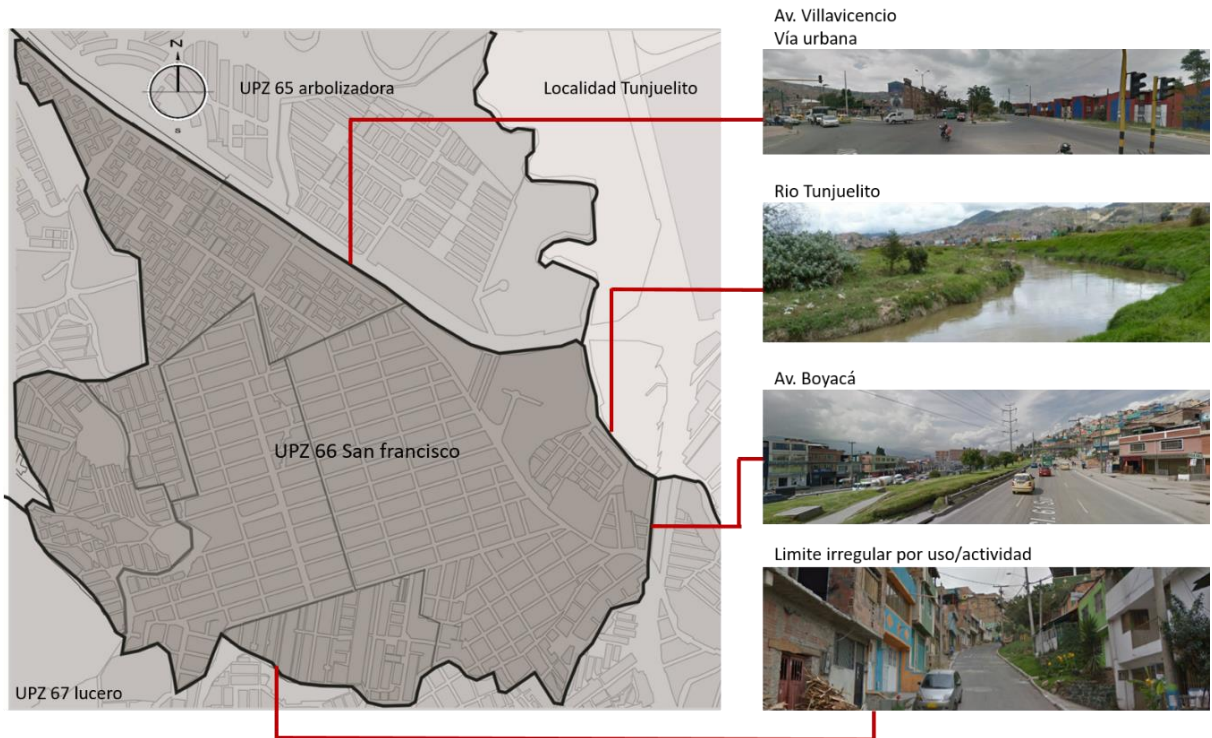 Av. Villavicencio
Vía urbana
UPZ 65 arbolizadora
Localidad Tunjuelito
Rio Tunjuelito
Av. Boyacá
UPZ 66 San francisco
Limite irregular por uso/actividad
UPZ 67 lucero